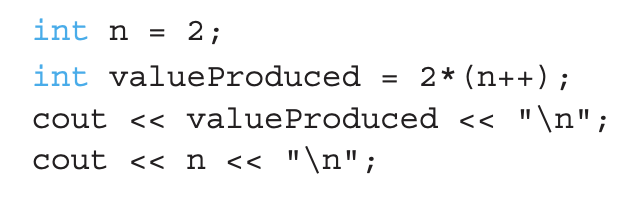 int n = 2;
int valueProduced = 2*(n++);
cout << valueProduced << "\n";
cout << n << "\n";